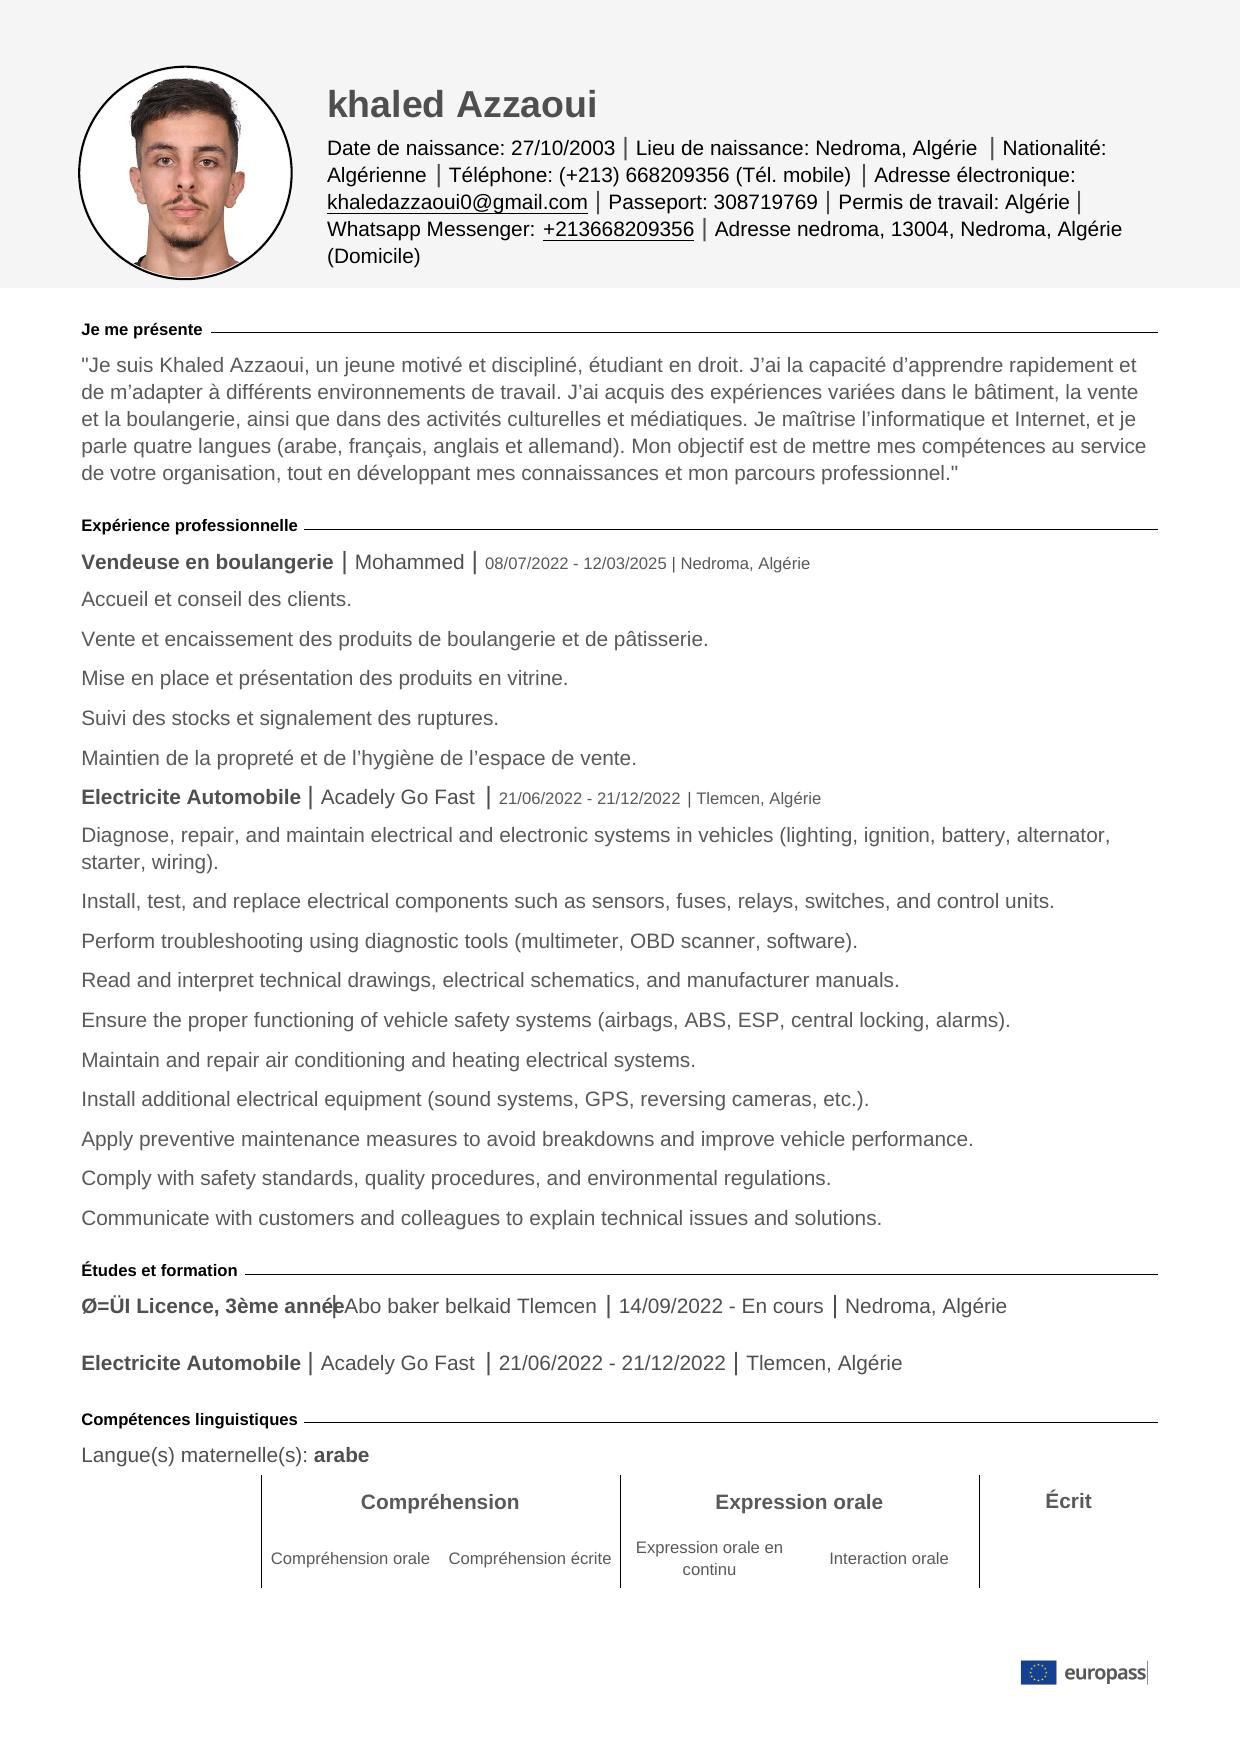 khaled Azzaoui
Date de naissance: 27/10/2003 | Lieu de naissance: Nedroma, Algérie | Nationalité:
Algérienne | Téléphone: (+213) 668209356 (Tél. mobile) | Adresse électronique:
khaledazzaoui0@gmail.com | Passeport: 308719769 | Permis de travail: Algérie |
Whatsapp Messenger: +213668209356 | Adresse nedroma, 13004, Nedroma, Algérie
(Domicile)
Je me présente
"Je suis Khaled Azzaoui, un jeune motivé et discipliné, étudiant en droit. J’ai la capacité d’apprendre rapidement et
de m’adapter à différents environnements de travail. J’ai acquis des expériences variées dans le bâtiment, la vente
et la boulangerie, ainsi que dans des activités culturelles et médiatiques. Je maîtrise l’informatique et Internet, et je
parle quatre langues (arabe, français, anglais et allemand). Mon objectif est de mettre mes compétences au service
de votre organisation, tout en développant mes connaissances et mon parcours professionnel."
Expérience professionnelle
Vendeuse en boulangerie | Mohammed | 08/07/2022 - 12/03/2025 | Nedroma, Algérie
Accueil et conseil des clients.
Vente et encaissement des produits de boulangerie et de pâtisserie.
Mise en place et présentation des produits en vitrine.
Suivi des stocks et signalement des ruptures.
Maintien de la propreté et de l’hygiène de l’espace de vente.
Electricite Automobile | Acadely Go Fast | 21/06/2022 - 21/12/2022 | Tlemcen, Algérie
Diagnose, repair, and maintain electrical and electronic systems in vehicles (lighting, ignition, battery, alternator,
starter, wiring).
Install, test, and replace electrical components such as sensors, fuses, relays, switches, and control units.
Perform troubleshooting using diagnostic tools (multimeter, OBD scanner, software).
Read and interpret technical drawings, electrical schematics, and manufacturer manuals.
Ensure the proper functioning of vehicle safety systems (airbags, ABS, ESP, central locking, alarms).
Maintain and repair air conditioning and heating electrical systems.
Install additional electrical equipment (sound systems, GPS, reversing cameras, etc.).
Apply preventive maintenance measures to avoid breakdowns and improve vehicle performance.
Comply with safety standards, quality procedures, and environmental regulations.
Communicate with customers and colleagues to explain technical issues and solutions.
Études et formation
Ø=ÜI Licence, 3ème année | Abo baker belkaid Tlemcen | 14/09/2022 - En cours | Nedroma, Algérie
Electricite Automobile | Acadely Go Fast | 21/06/2022 - 21/12/2022 | Tlemcen, Algérie
Compétences linguistiques
Langue(s) maternelle(s): arabe
Compréhension Expression orale Écrit
Compréhension orale Compréhension écrite Expression orale en continu Interaction orale
europass